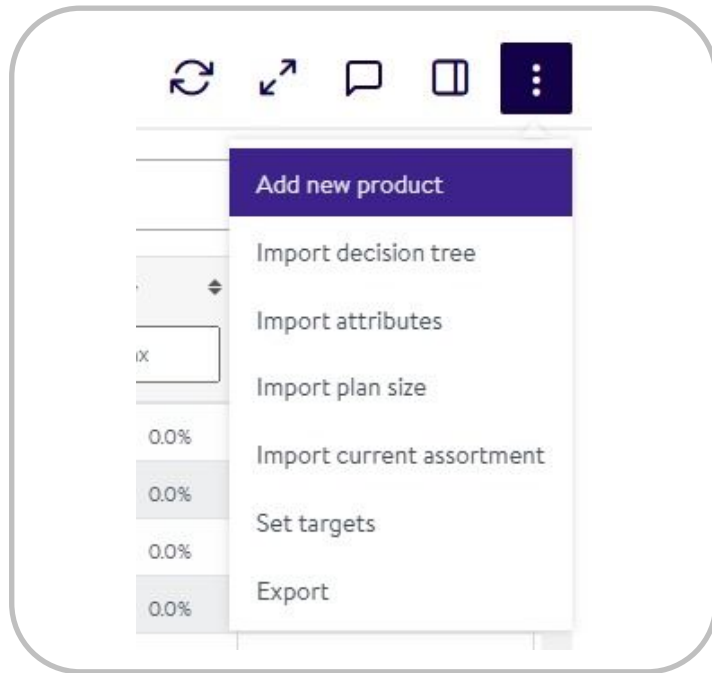 Add new product
Import decision tree
Import attributes
ax
Import plan size
0.0%
Import current assortment
0.0%
Set targets
0.0%
Export
0.0%